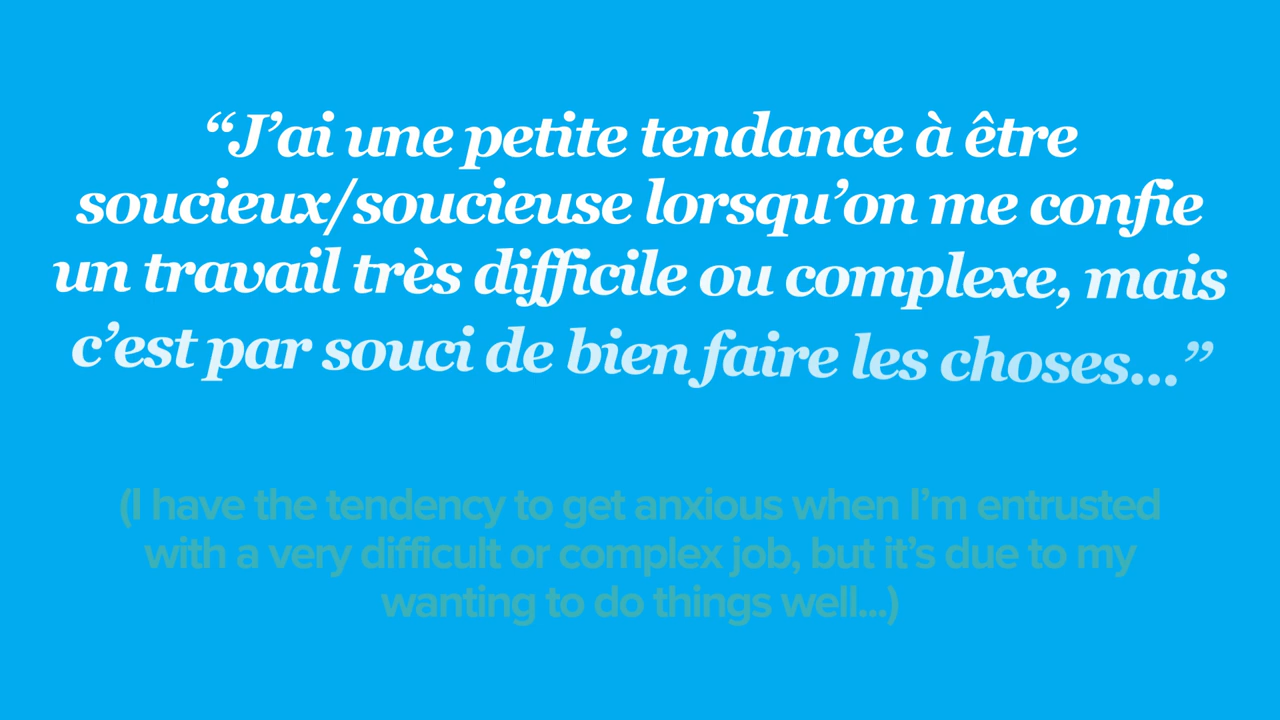 “J’ai une petite tendance à être
soucieux/soucieuse lorsqu’on me confie
un travail très difficile ou complexe, mais
c’est par souci de bien faire les choses...”
(I have the tendency to get anxious when I’m entrusted
with a very difficult or complex job, but it’s due to my
wanting to do things well...)